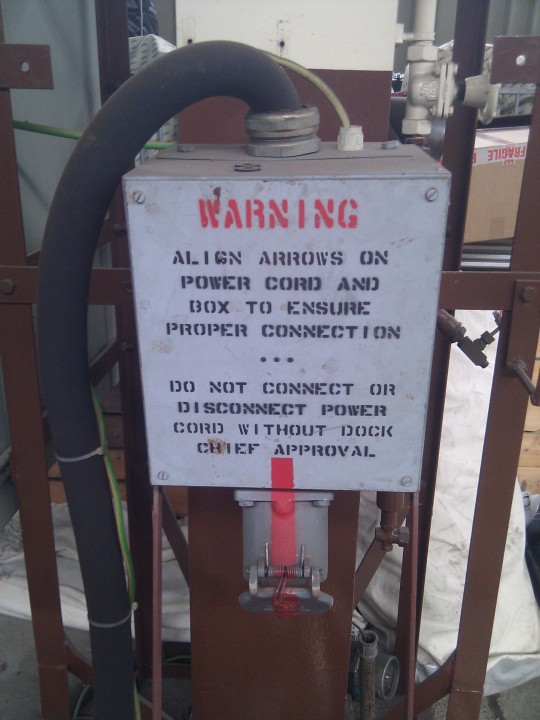 FRAGILE
WARNING
ALIGN ARROWS ON
POWER CORD AND
BOX TO ENSURE
PROPER CONNECTION
...
DO NOT CONNECT OR
DISCONNECT POWER
CORD WITHOUT DOCK
CHIEF APPROVAL